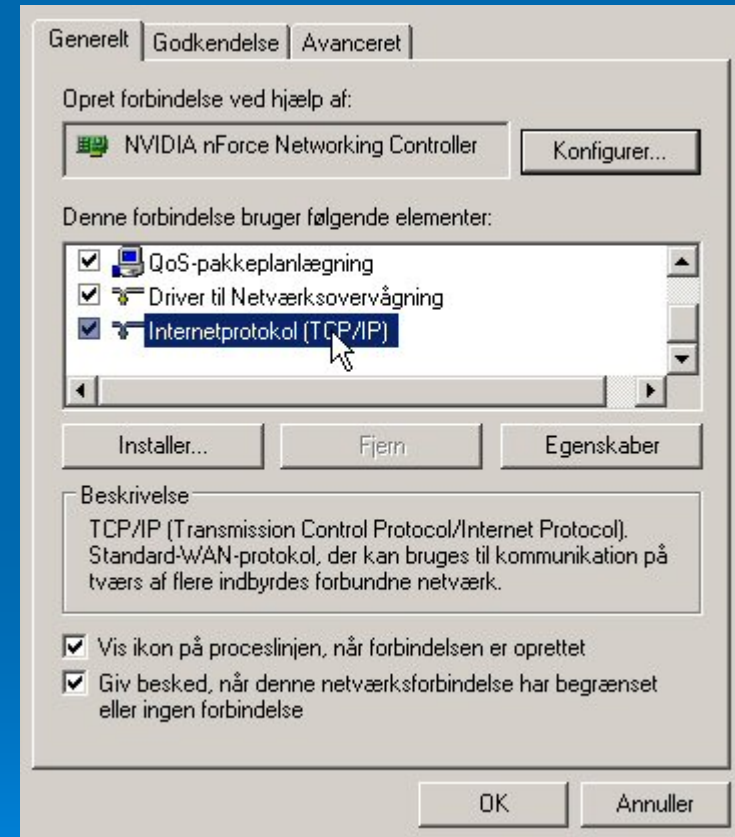 Generelt
Godkendelse
Avanceret
Opret forbindelse ved hjælp af:
NVIDIA nForce Networking Controller
Konfigurer...
Denne forbindelse bruger følgende elementer:
QoS-pakkeplanlægning
Driver til Netværksovervågning
Internetprotokol (TCP/IP)
Installer...
Fjern
Egenskaber
Beskrivelse
TCP/IP (Transmission Control Protocol/Internet Protocol).
Standard-WAN-protokol, der kan bruges til kommunikation på
tværs af flere indbyrdes forbundne netværk.
Vis ikon på proceslinjen, når forbindelsen er oprettet
Giv besked, når denne netværksforbindelse har begrænset
eller ingen forbindelse
OK
Annuller